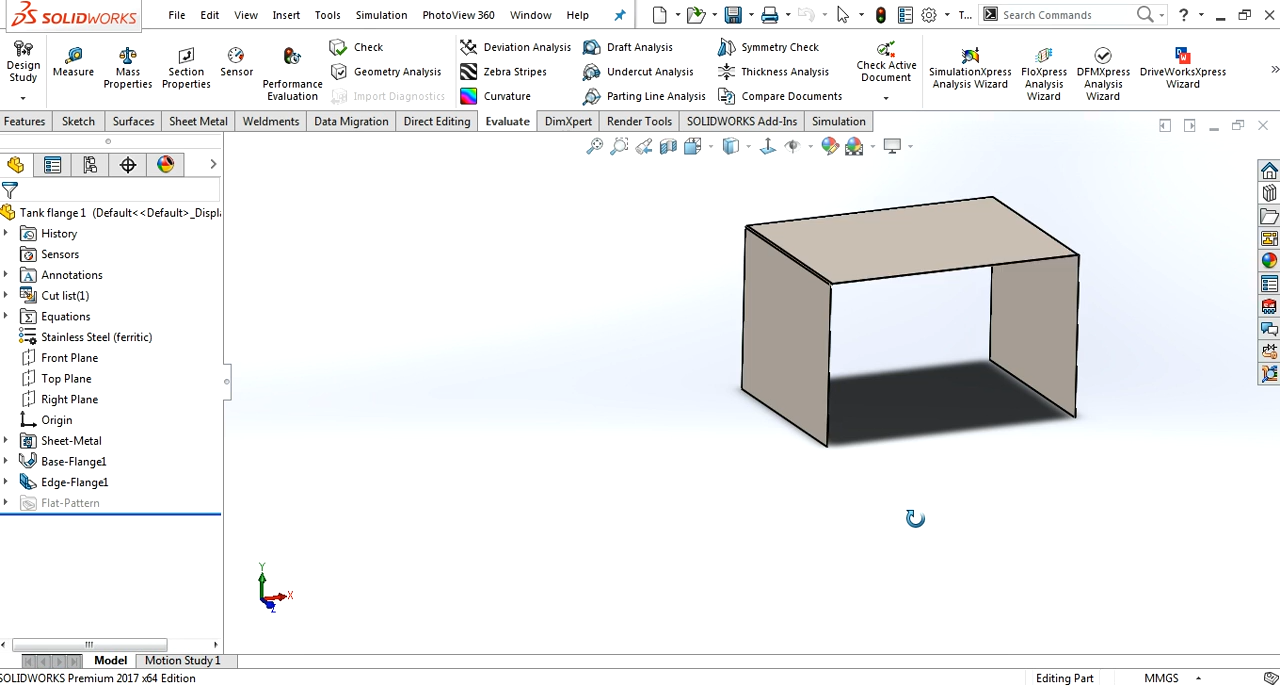 SOLIDWORKS File Edit View Insert Tools Simulation PhotoView 360 Window Help T... Search Commands ?
Design Study
Measure
Mass Properties
Section Properties
Sensor
Performance Evaluation
Check
Geometry Analysis
Import Diagnostics
Deviation Analysis
Zebra Stripes
Curvature
Draft Analysis
Undercut Analysis
Parting Line Analysis
Symmetry Check
Thickness Analysis
Compare Documents
Check Active Document
SimulationXpress Analysis Wizard
FloXpress Analysis Wizard
DFMXpress Analysis Wizard
DriveWorksXpress Wizard
Features Sketch Surfaces Sheet Metal Weldments Data Migration Direct Editing Evaluate DimXpert Render Tools SOLIDWORKS Add-Ins Simulation
Tank flange 1 (Default<<Default>_Displ
History
Sensors
Annotations
Cut list(1)
Equations
Stainless Steel (ferritic)
Front Plane
Top Plane
Right Plane
Origin
Sheet-Metal
Base-Flange1
Edge-Flange1
Flat-Pattern
Y
X
Z
Model Motion Study 1
SOLIDWORKS Premium 2017 x64 Edition Editing Part MMGS